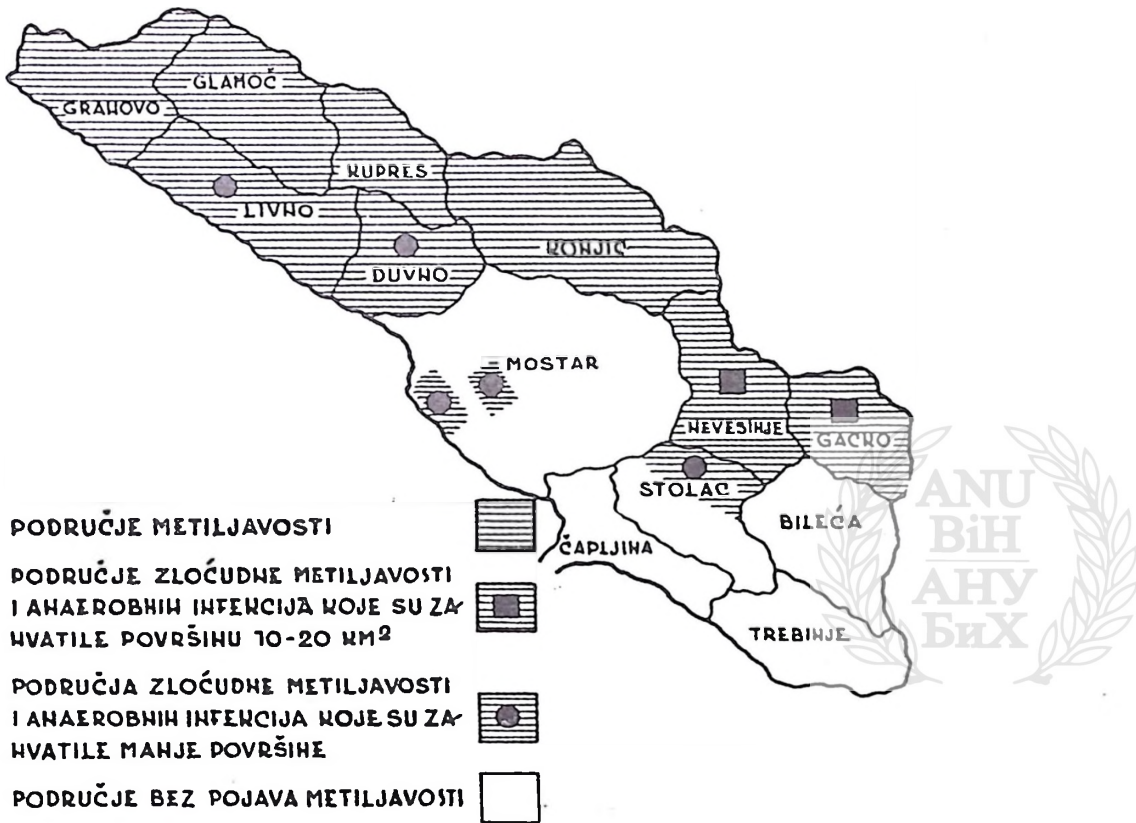 GLAMOČ
GRAHOVO
KUPRES
LIVNO
KONJIC
DUVNO
MOSTAR
NEVESINJE
GACKO
STOLAC
BILEĆA
ČAPLJINA
TREBINJE
PODRUČJE METILJAVOSTI
PODRUČJE ZLOĆUDNE METILJAVOSTI
I ANAEROBNIH INFEKCIJA KOJE SU ZA-
HVATILE POVRŠINU 10-20 KM²
PODRUČJA ZLOĆUDNE METILJAVOSTI
I ANAEROBNIH INFEKCIJA KOJE SU ZA-
HVATILE MANJE POVRŠINE
PODRUČJE BEZ POJAVA METILJAVOSTI
ANU
BiH
АНУ
БиХ